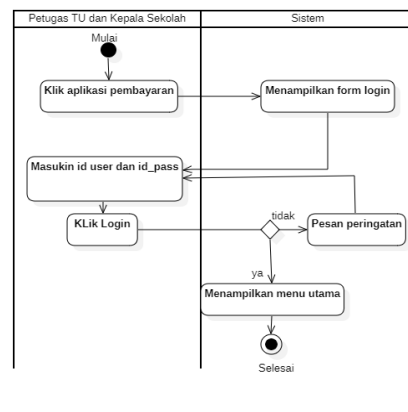 Petugas TU dan Kepala Sekolah
Sistem
Mulai
Klik aplikasi pembayaran
Menampilkan form login
Masukin id user dan id_pass
KLik Login
tidak
Pesan peringatan
ya
Menampilkan menu utama
Selesai